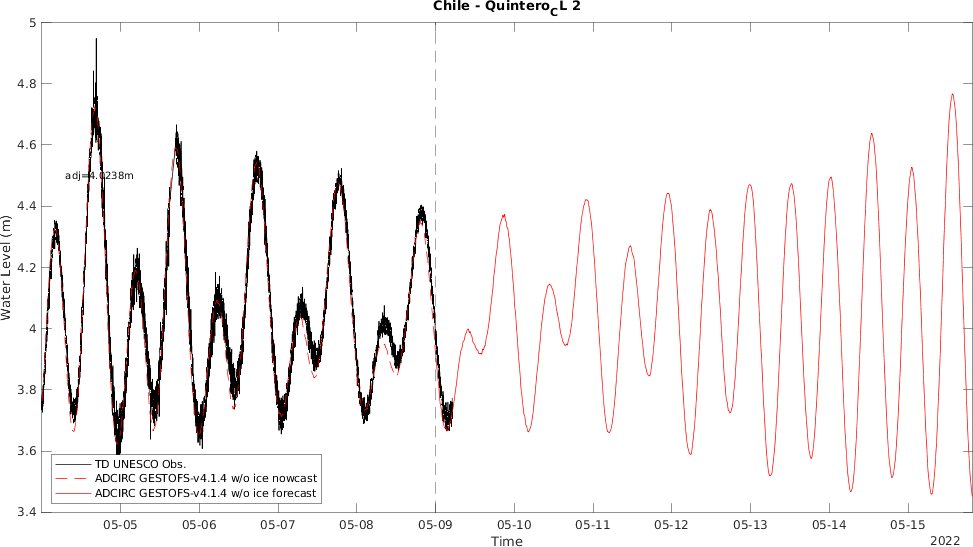 Chile - Quintero_CL 2
5
4.8
4.6
adj=4.0238m
4.4
4.2
4
3.8
3.6
3.4
Water Level (m)
TD UNESCO Obs.
ADCIRC GESTOFS-v4.1.4 w/o ice nowcast
ADCIRC GESTOFS-v4.1.4 w/o ice forecast
05-05 05-06 05-07 05-08 05-09 05-10 05-11 05-12 05-13 05-14 05-15
Time
2022